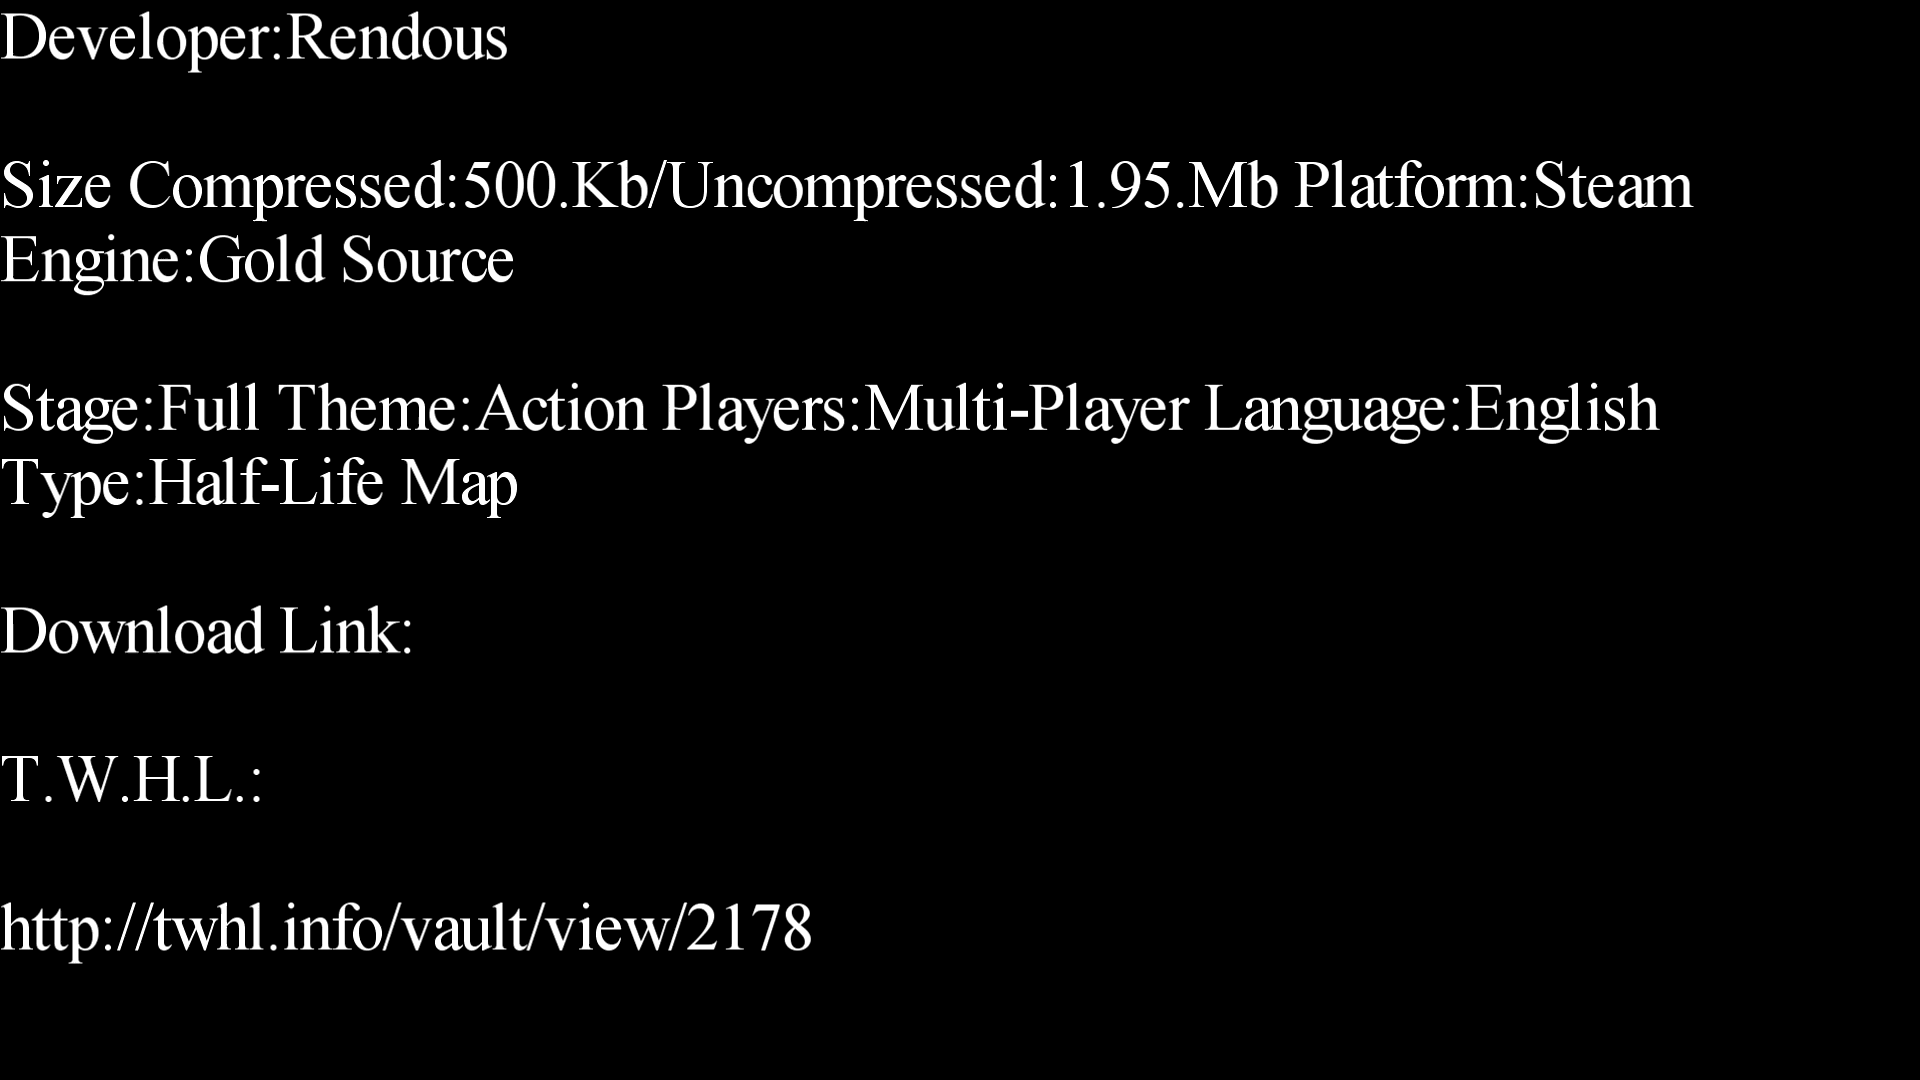 Developer:Rendous
Size Compressed:500.Kb/Uncompressed:1.95.Mb Platform:Steam
Engine:Gold Source
Stage:Full Theme:Action Players:Multi-Player Language:English
Type:Half-Life Map
Download Link:
T.W.H.L.:
http://twhl.info/vault/view/2178